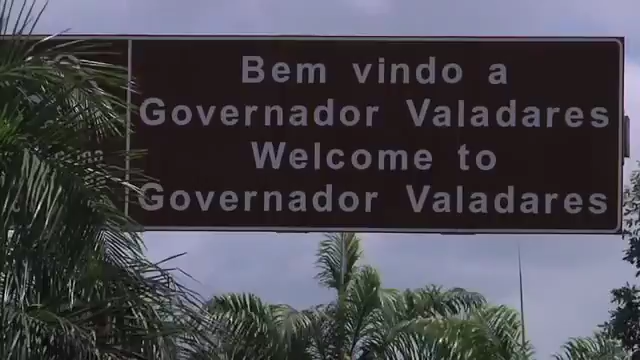 Bem vindo a
Governador Valadares
Welcome to
Governador Valadares